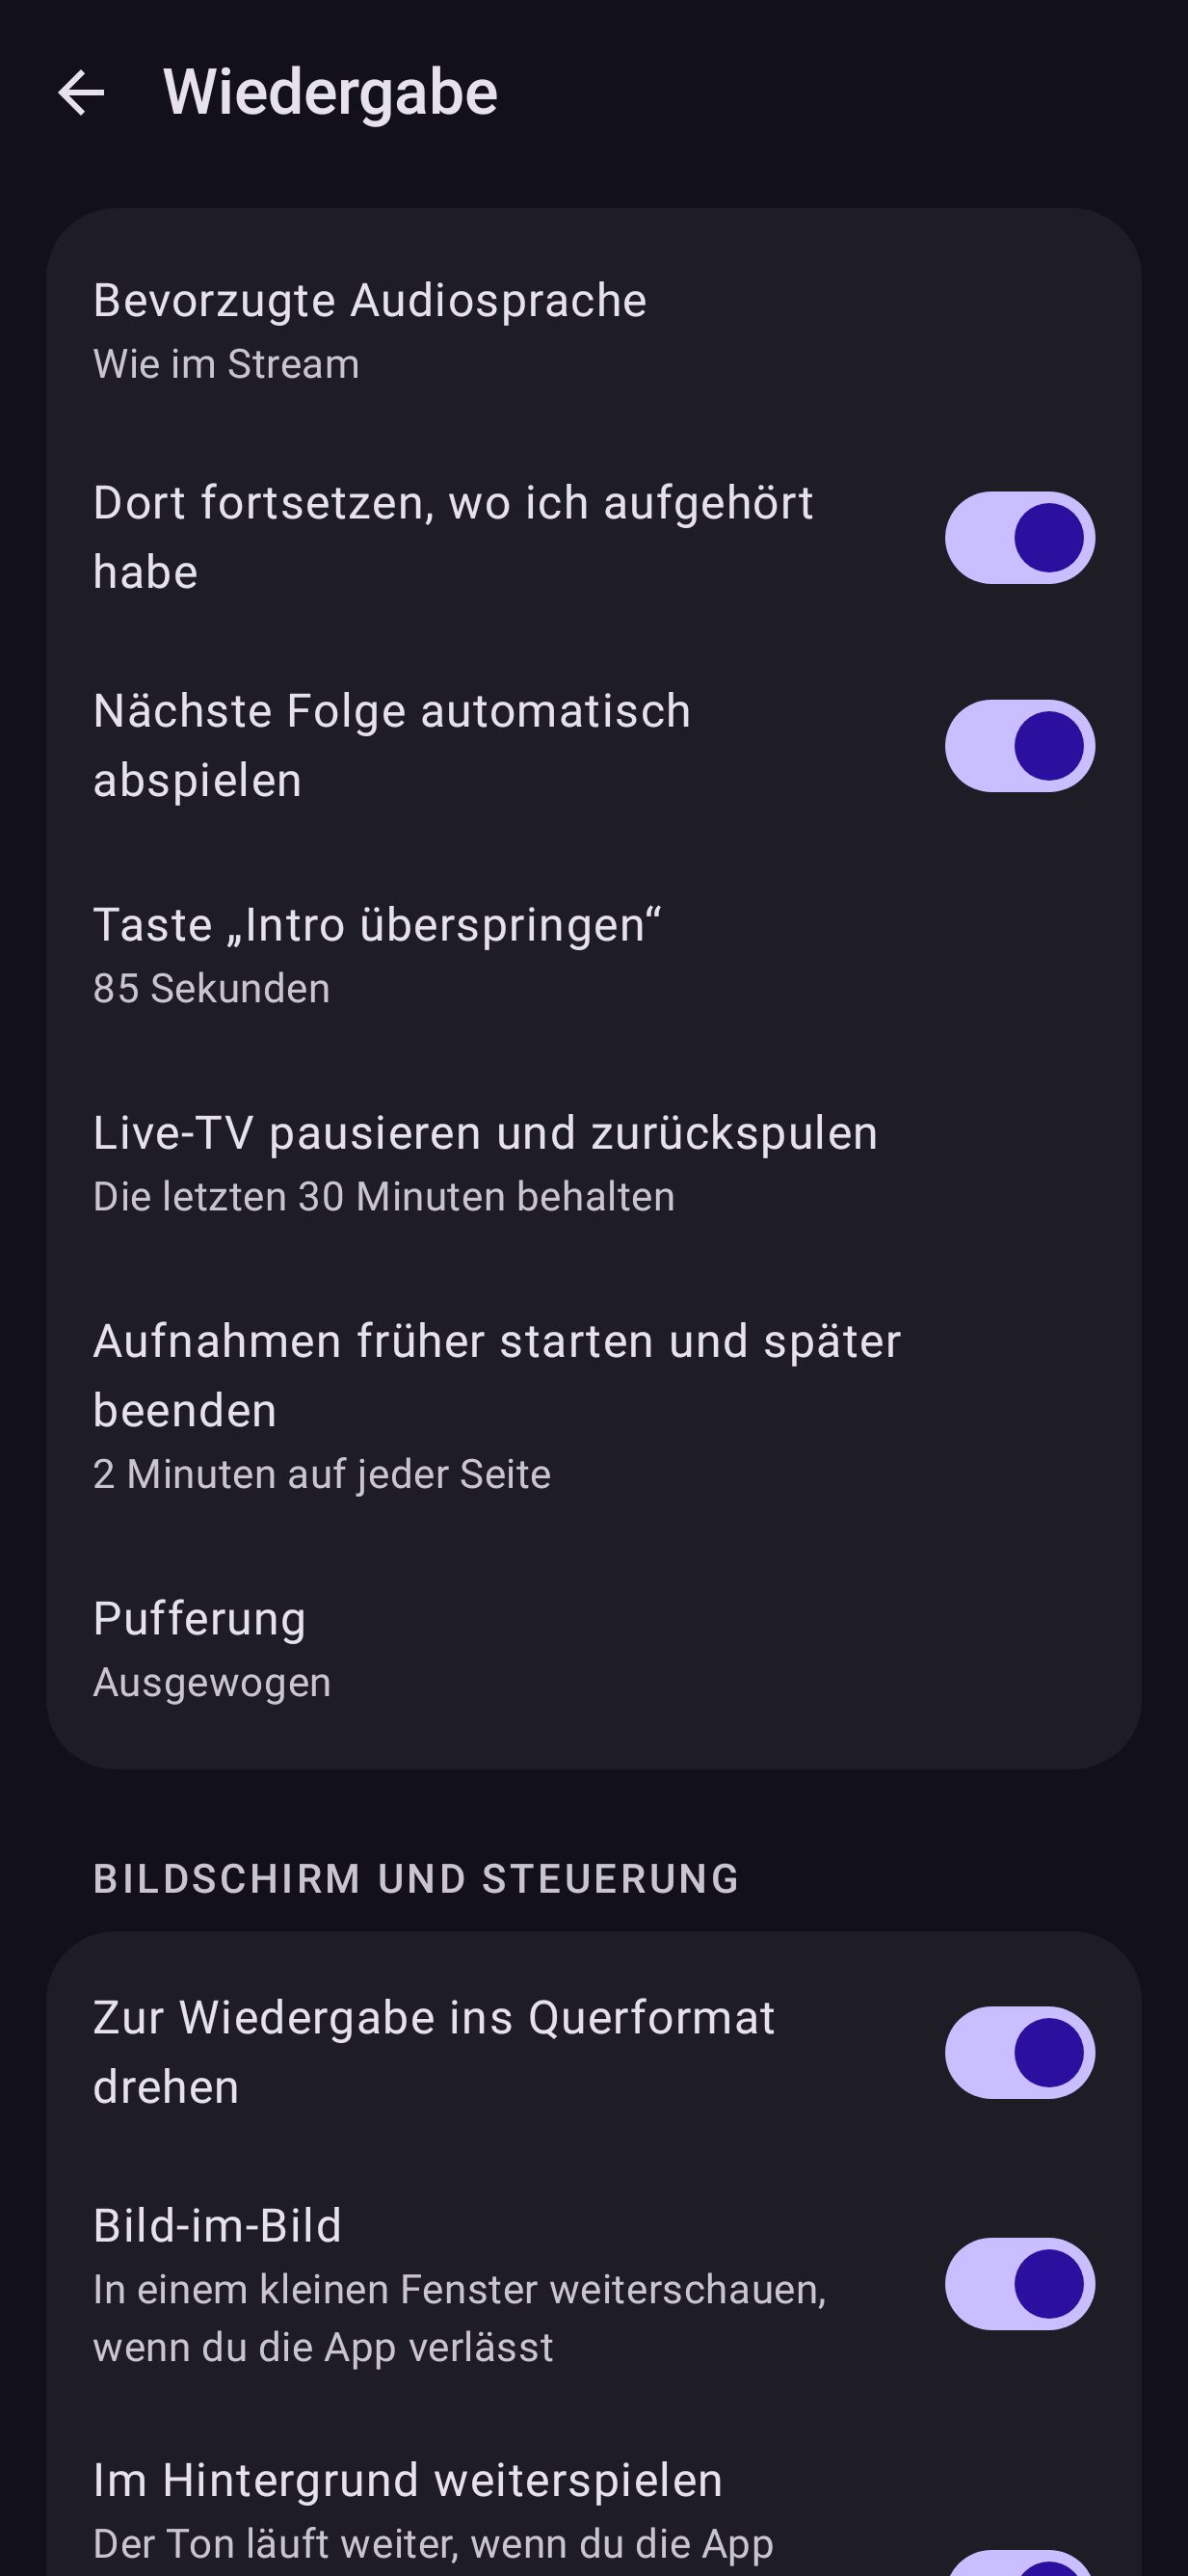 Wiedergabe
Bevorzugte Audiosprache
Wie im Stream
Dort fortsetzen, wo ich aufgehört
habe
Nächste Folge automatisch
abspielen
Taste „Intro überspringen“
85 Sekunden
Live-TV pausieren und zurückspulen
Die letzten 30 Minuten behalten
Aufnahmen früher starten und später
beenden
2 Minuten auf jeder Seite
Pufferung
Ausgewogen
BILDSCHIRM UND STEUERUNG
Zur Wiedergabe ins Querformat
drehen
Bild-im-Bild
In einem kleinen Fenster weiterschauen,
wenn du die App verlässt
Im Hintergrund weiterspielen
Der Ton läuft weiter, wenn du die App